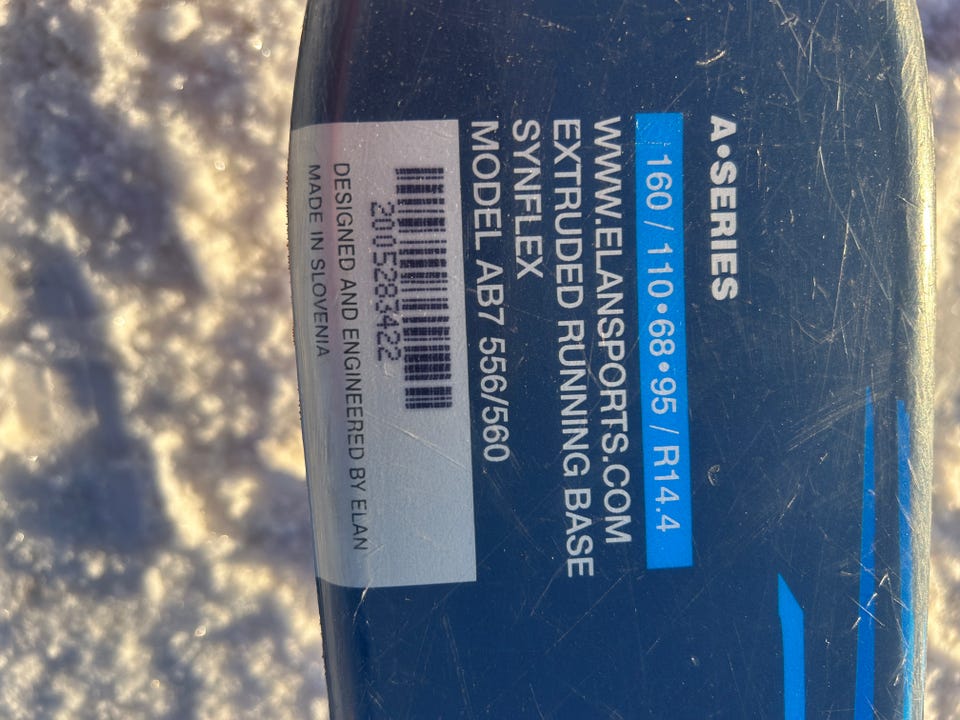 A•SERIES
160 / 110•68•95 / R14.4
WWW.ELANSPORTS.COM
EXTRUDED RUNNING BASE
SYNFLEX
MODEL AB7 556/560
2005283422
DESIGNED AND ENGINEERED BY ELAN
MADE IN SLOVENIA